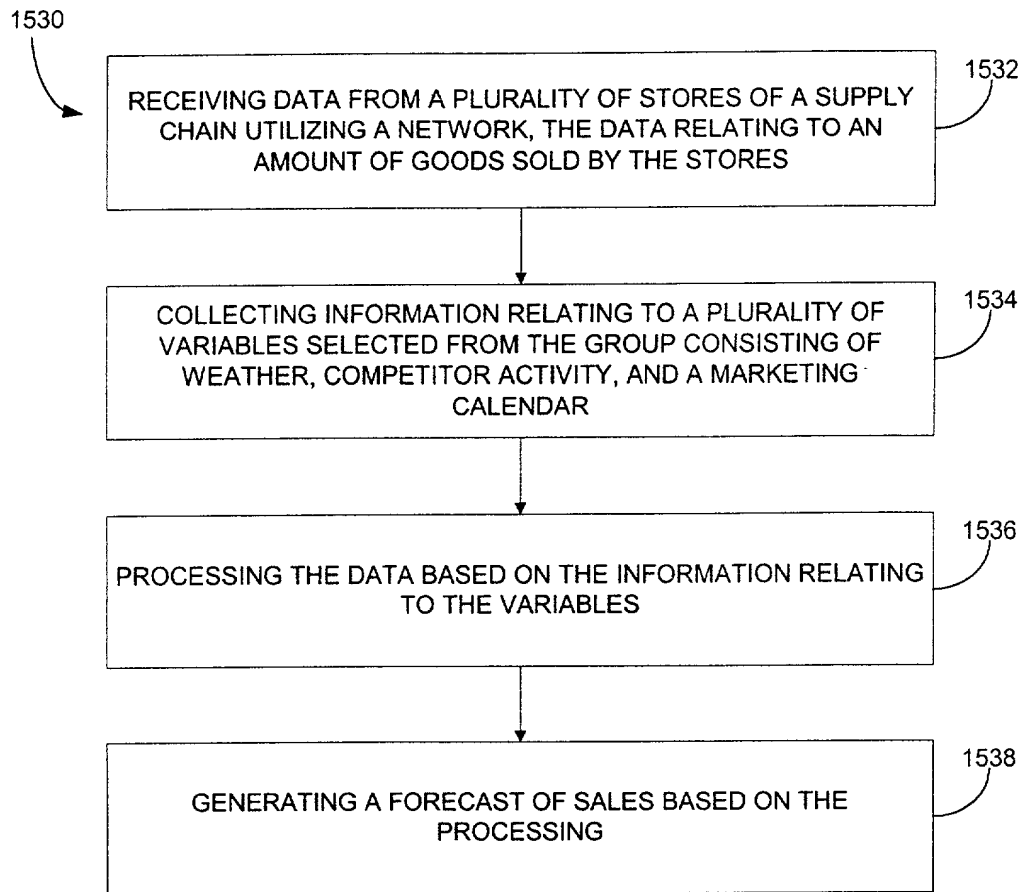 1530
1532
RECEIVING DATA FROM A PLURALITY OF STORES OF A SUPPLY
CHAIN UTILIZING A NETWORK, THE DATA RELATING TO AN
AMOUNT OF GOODS SOLD BY THE STORES
1534
COLLECTING INFORMATION RELATING TO A PLURALITY OF
VARIABLES SELECTED FROM THE GROUP CONSISTING OF
WEATHER, COMPETITOR ACTIVITY, AND A MARKETING
CALENDAR
1536
PROCESSING THE DATA BASED ON THE INFORMATION RELATING
TO THE VARIABLES
1538
GENERATING A FORECAST OF SALES BASED ON THE
PROCESSING